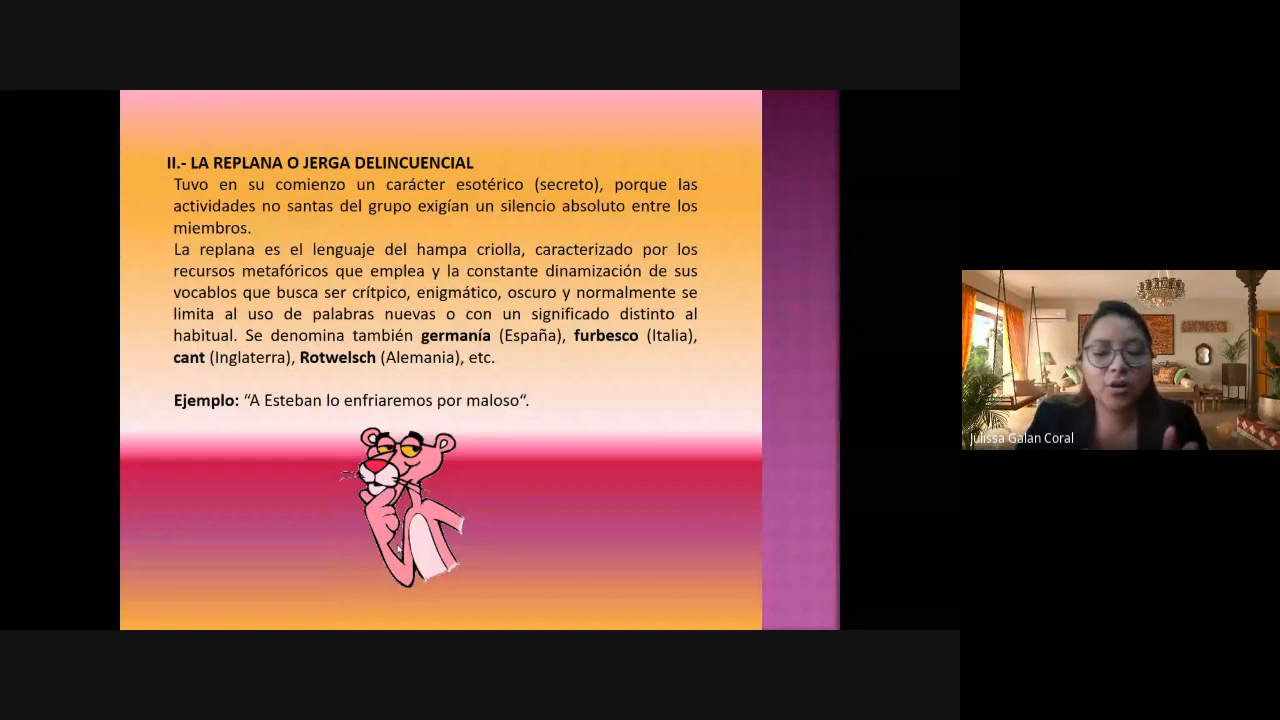 II.- LA REPLANA O JERGA DELINCUENCIAL
Tuvo en su comienzo un carácter esotérico (secreto), porque las
actividades no santas del grupo exigían un silencio absoluto entre los
miembros.
La replana es el lenguaje del hampa criolla, caracterizado por los
recursos metafóricos que emplea y la constante dinamización de sus
vocablos que busca ser crítpico, enigmático, oscuro y normalmente se
limita al uso de palabras nuevas o con un significado distinto al
habitual. Se denomina también germanía (España), furbesco (Italia),
cant (Inglaterra), Rotwelsch (Alemania), etc.
Ejemplo: “A Esteban lo enfriaremos por maloso“.
Julissa Galan Coral